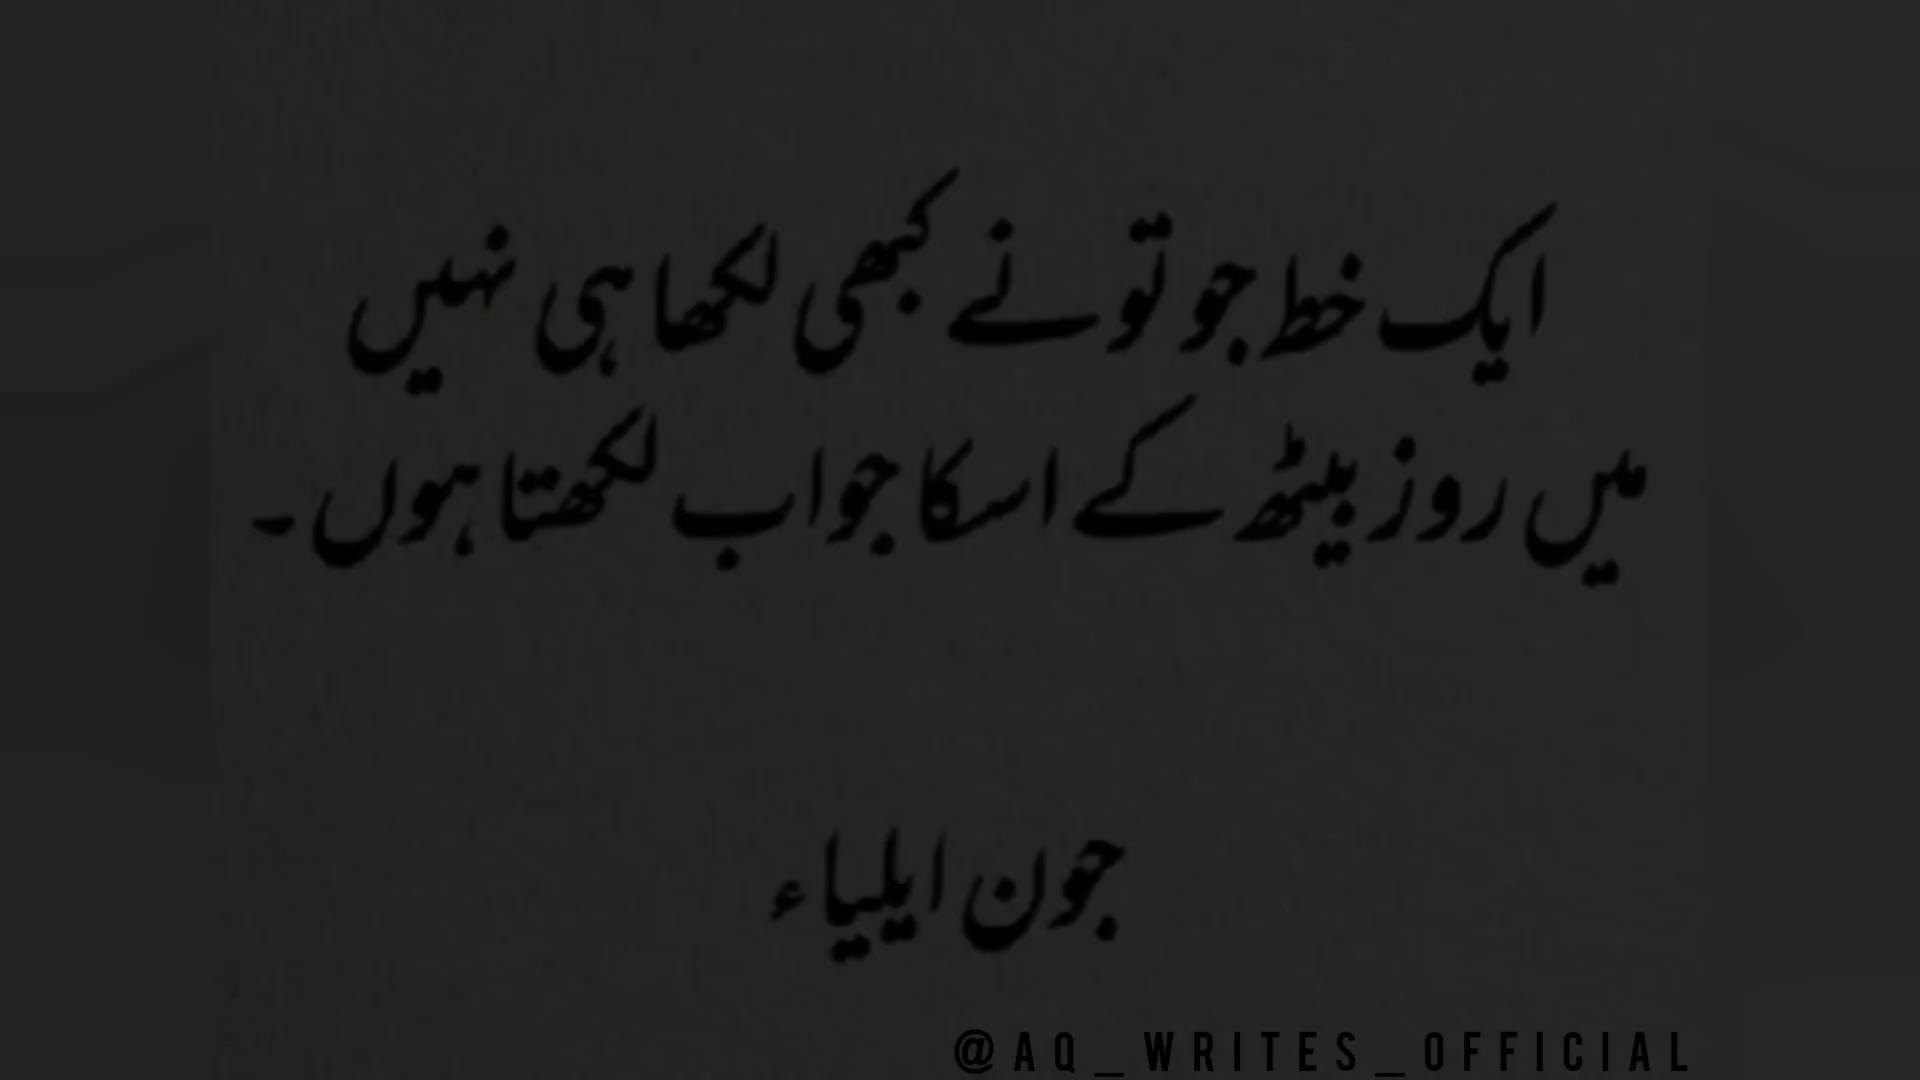 ایک خط جو تو نے کبھی لکھا ہی نہیں
میں روز بیٹھ کے اسکا جواب لکھتا ہوں۔
جون ایلیاء
@AQ_WRITES_OFFICIAL